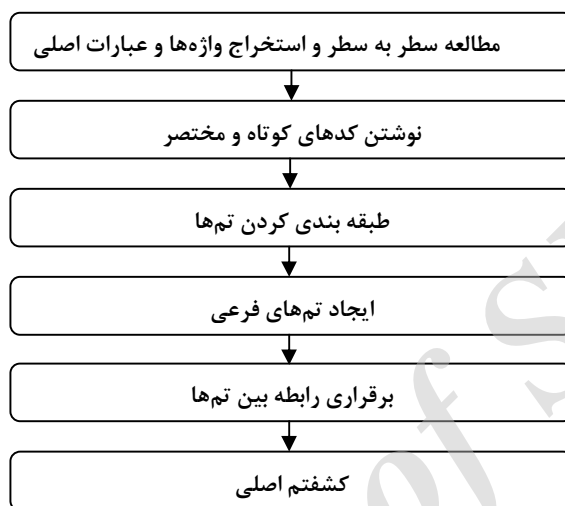 مطالعه سطر به سطر و استخراج واژه‌ها و عبارات اصلی
نوشتن کدهای کوتاه و مختصر
طبقه بندی کردن تم‌ها
ایجاد تم‌های فرعی
برقراری رابطه بین تم‌ها
کشفتم اصلی
of S